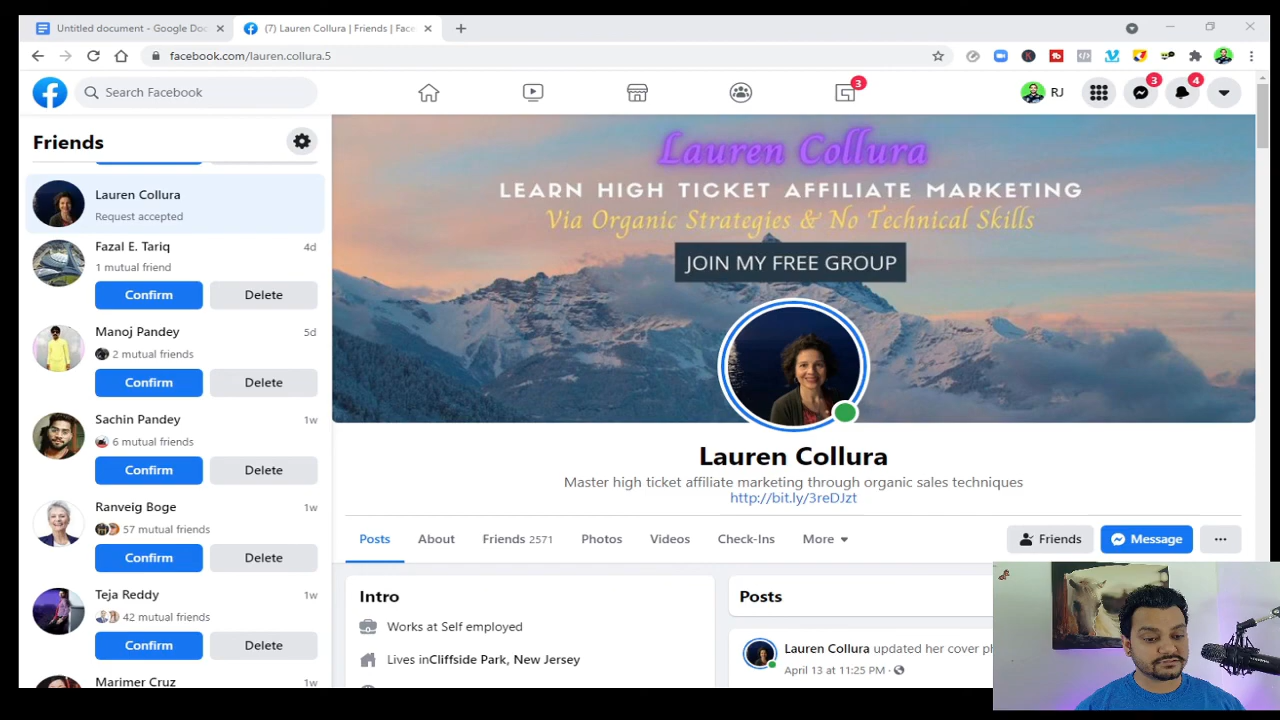 Untitled document - Google Doc
(7) Lauren Collura | Friends | Face
facebook.com/lauren.collura.5
Search Facebook
3
RJ
3
4
Friends
Lauren Collura
Request accepted
Fazal E. Tariq
4d
1 mutual friend
Confirm
Delete
Manoj Pandey
5d
2 mutual friends
Confirm
Delete
Sachin Pandey
1w
6 mutual friends
Confirm
Delete
Ranveig Boge
1w
57 mutual friends
Confirm
Delete
Teja Reddy
1w
42 mutual friends
Confirm
Delete
Marimer Cruz
1w
Lauren Collura
LEARN HIGH TICKET AFFILIATE MARKETING
Via Organic Strategies & No Technical Skills
JOIN MY FREE GROUP
Lauren Collura
Master high ticket affiliate marketing through organic sales techniques
http://bit.ly/3reDJzt
Posts
About
Friends 2571
Photos
Videos
Check-Ins
More
Friends
Message
Intro
Works at Self employed
Lives inCliffside Park, New Jersey
Posts
Lauren Collura updated her cover ph
April 13 at 11:25 PM ·